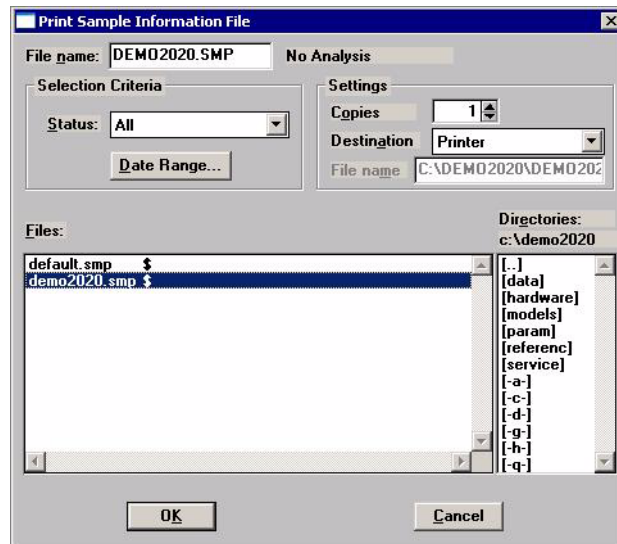 Print Sample Information File
File name: DEMO2020.SMP No Analysis
Selection Criteria
Status: All
Date Range...
Settings
Copies 1
Destination Printer
File name C:\DEMO2020\DEMO202
Files:
Directories:
c:\demo2020
default.smp $
demo2020.smp $
[..]
[data]
[hardware]
[models]
[param]
[referenc]
[service]
[-a-]
[-c-]
[-d-]
[-g-]
[-h-]
[-q-]
OK
Cancel